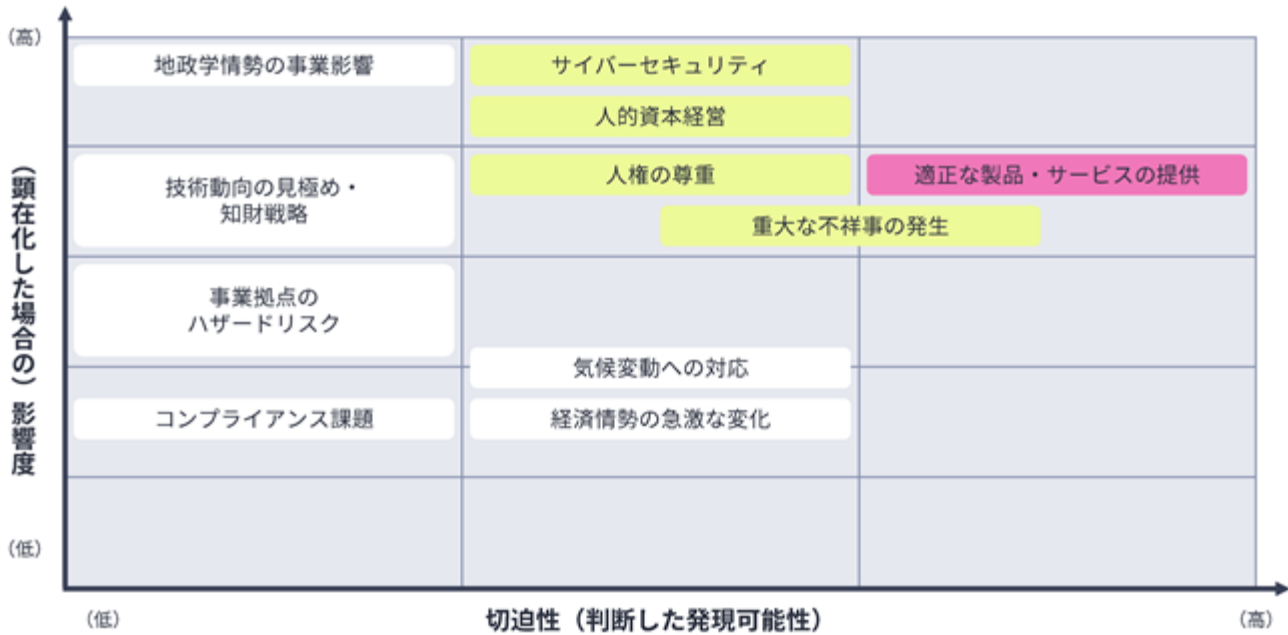 (高)
地政学情勢の事業影響
サイバーセキュリティ
人的資本経営
技術動向の見極め・
知財戦略
人権の尊重
適正な製品・サービスの提供
重大な不祥事の発生
事業拠点の
ハザードリスク
気候変動への対応
コンプライアンス課題
経済情勢の急激な変化
（顕在化した場合の）影響度
(低)
(低)
切迫性（判断した発現可能性）
(高)